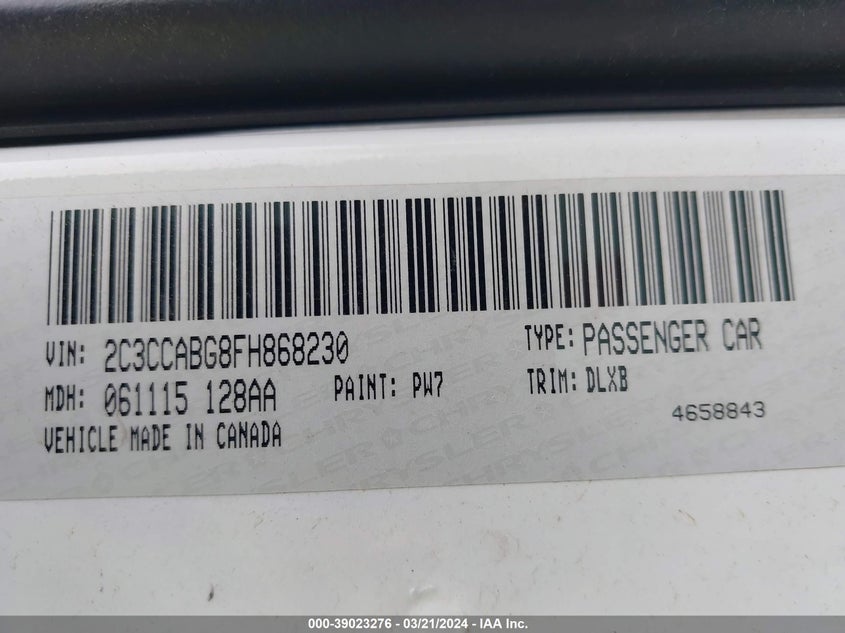 VIN: 2C3CCABG8FH868230 TYPE: PASSENGER CAR
MDH: 061115 128AA PAINT: PW7 TRIM: DLXB
4658843
VEHICLE MADE IN CANADA
CHRYSLER
000-39023276 - 03/21/2024 - IAA Inc.